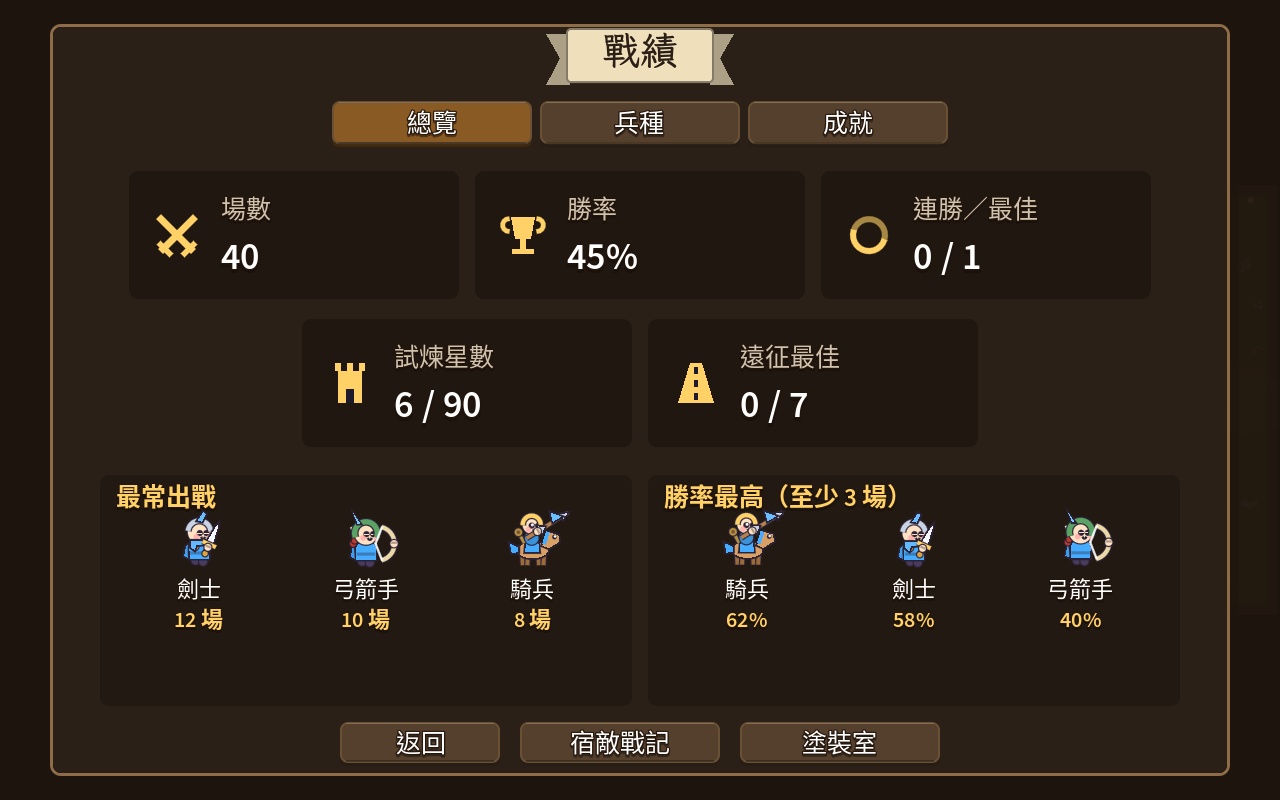 戰績
總覽
兵種
成就
場數
40
勝率
45%
連勝／最佳
0 / 1
試煉星數
6 / 90
遠征最佳
0 / 7
最常出戰
劍士
12 場
弓箭手
10 場
騎兵
8 場
勝率最高（至少 3 場）
騎兵
62%
劍士
58%
弓箭手
40%
返回
宿敵戰記
塗裝室